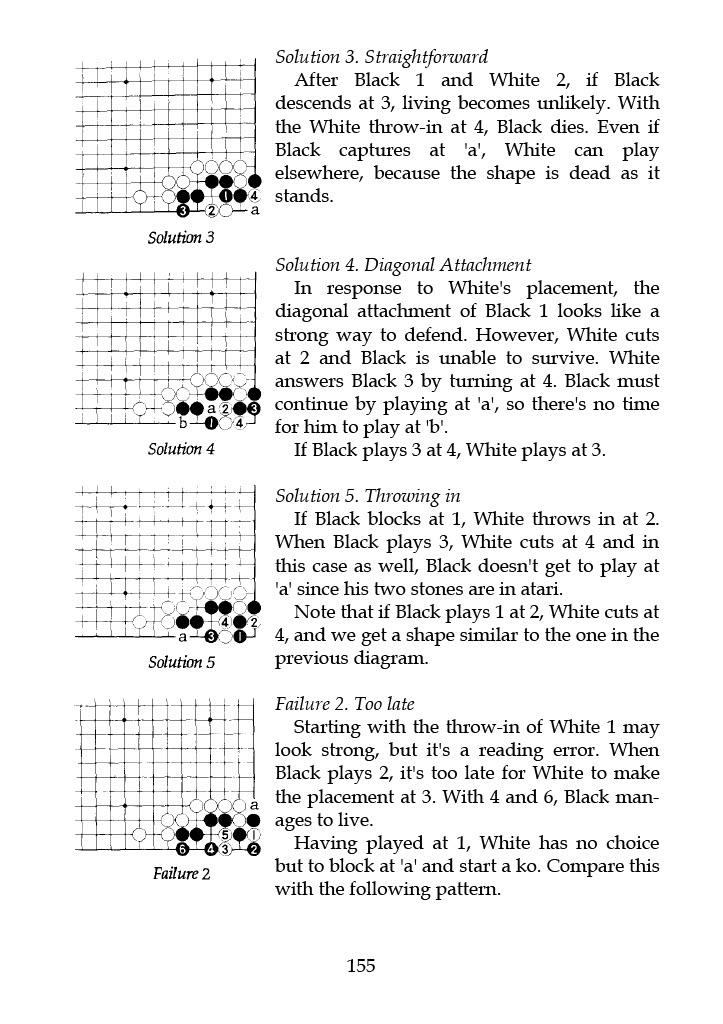 Solution 3. Straightforward
After Black 1 and White 2, if Black
descends at 3, living becomes unlikely. With
the White throw-in at 4, Black dies. Even if
Black captures at 'a', White can play
elsewhere, because the shape is dead as it
stands.
1 4
3 2 a
Solution 3
Solution 4. Diagonal Attachment
In response to White's placement, the
diagonal attachment of Black 1 looks like a
strong way to defend. However, White cuts
at 2 and Black is unable to survive. White
answers Black 3 by turning at 4. Black must
continue by playing at 'a', so there's no time
for him to play at 'b'.
If Black plays 3 at 4, White plays at 3.
a 2 3
b 1 4
Solution 4
Solution 5. Throwing in
If Black blocks at 1, White throws in at 2.
When Black plays 3, White cuts at 4 and in
this case as well, Black doesn't get to play at
'a' since his two stones are in atari.
Note that if Black plays 1 at 2, White cuts at
4, and we get a shape similar to the one in the
previous diagram.
4 2
a 3 1
Solution 5
Failure 2. Too late
Starting with the throw-in of White 1 may
look strong, but it's a reading error. When
Black plays 2, it's too late for White to make
the placement at 3. With 4 and 6, Black man-
ages to live.
Having played at 1, White has no choice
but to block at 'a' and start a ko. Compare this
with the following pattern.
a
5 1
6 4 3 2
Failure 2
155